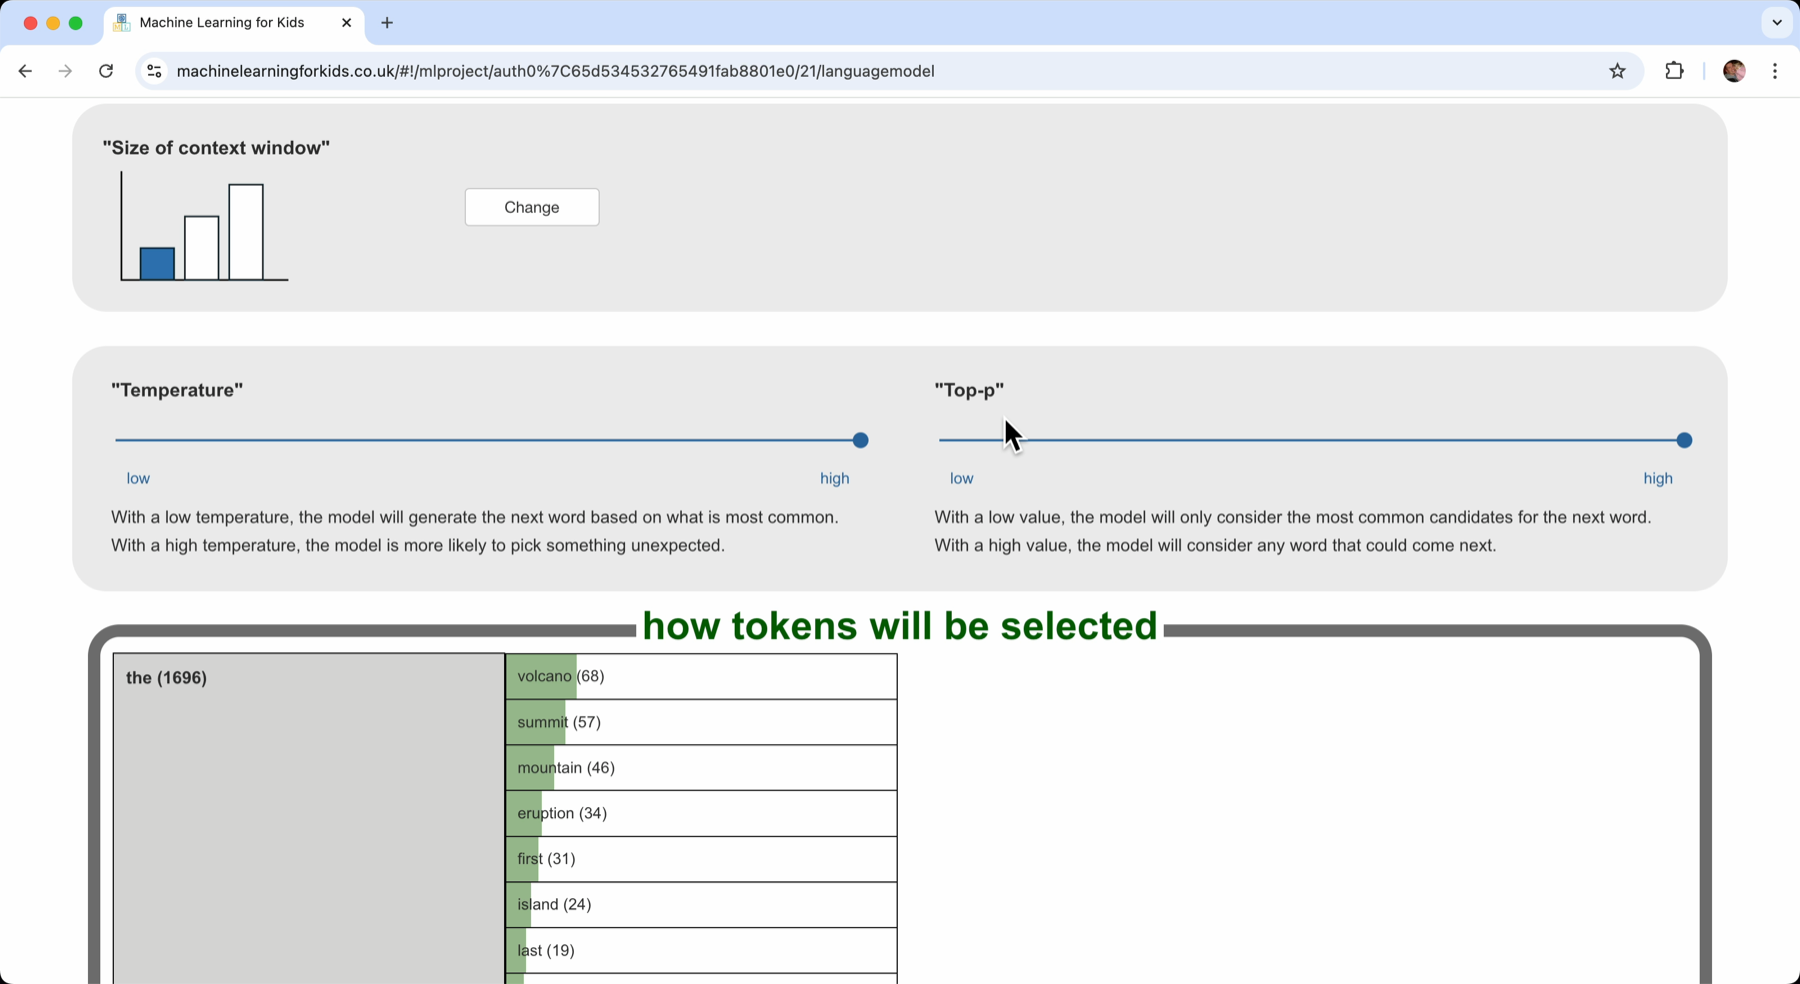 Machine Learning for Kids
machinelearningforkids.co.uk/#!/mlproject/auth0%7C65d534532765491fab8801e0/21/languagemodel
"Size of context window"
Change
"Temperature"
low
high
With a low temperature, the model will generate the next word based on what is most common.
With a high temperature, the model is more likely to pick something unexpected.
"Top-p"
low
high
With a low value, the model will only consider the most common candidates for the next word.
With a high value, the model will consider any word that could come next.
how tokens will be selected
the (1696)
volcano (68)
summit (57)
mountain (46)
eruption (34)
first (31)
island (24)
last (19)